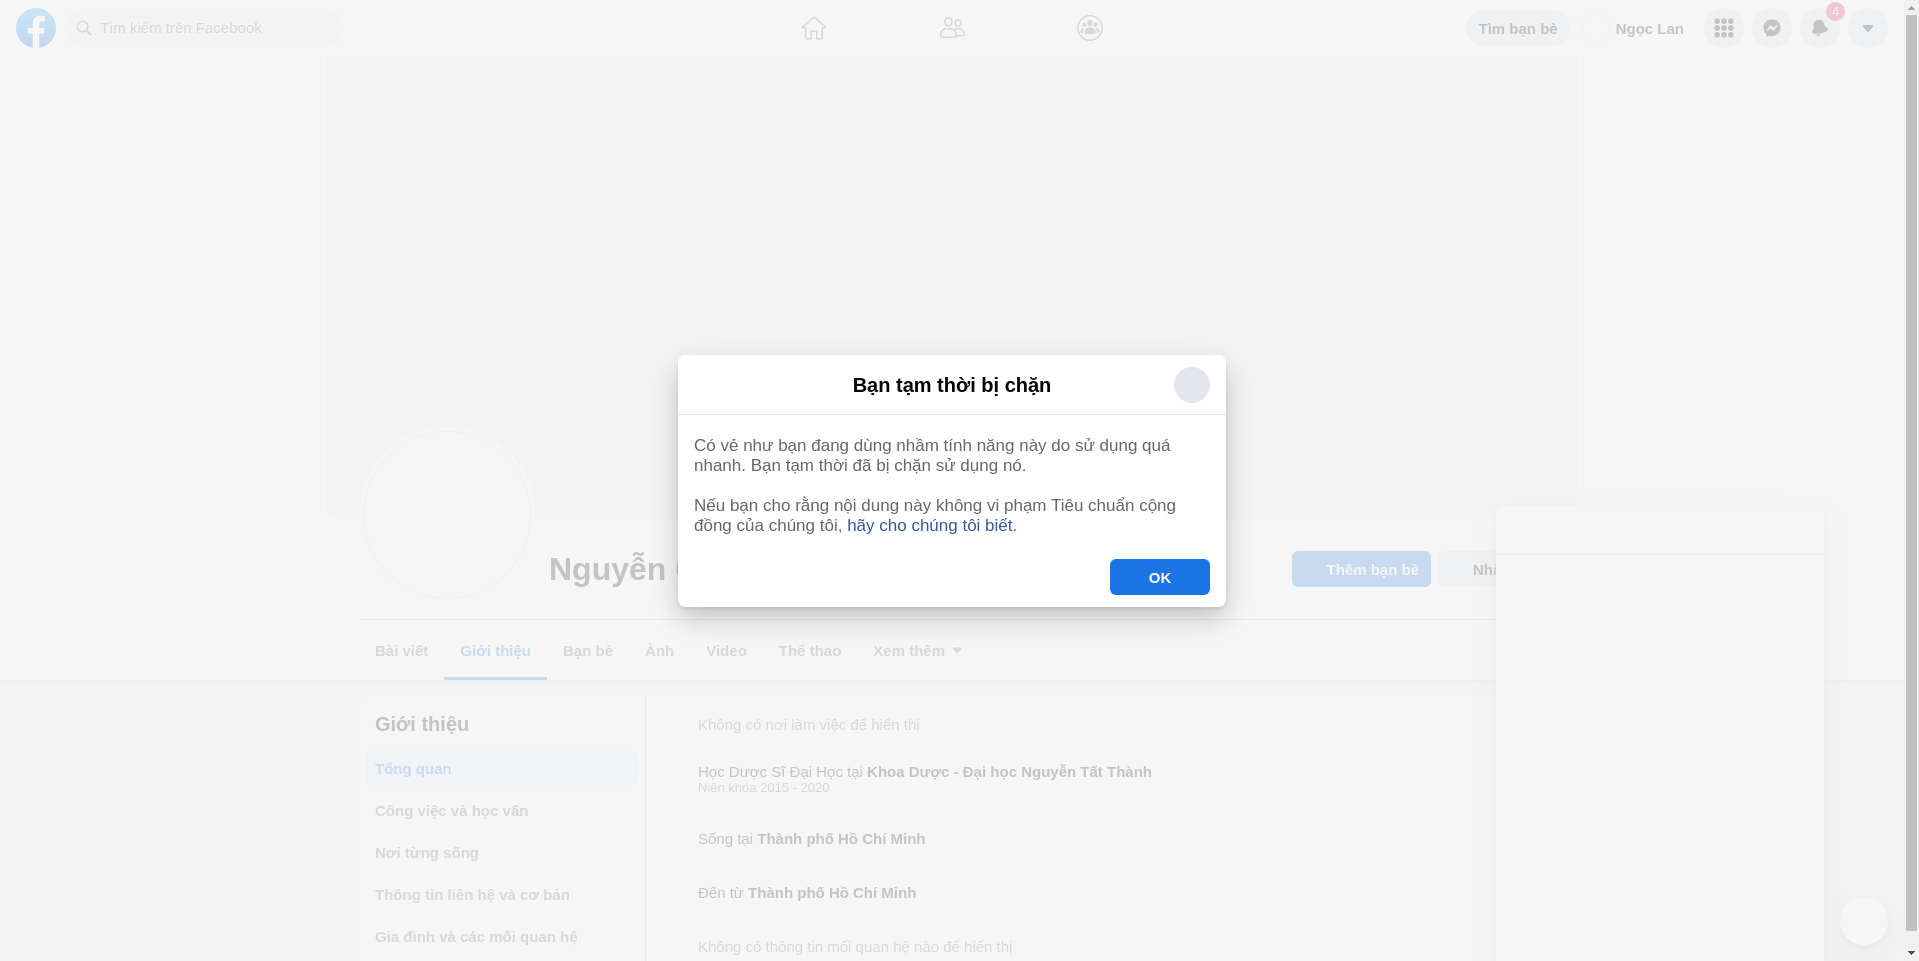 Tìm kiếm trên Facebook
Tìm bạn bè
Ngọc Lan
4
Bạn tạm thời bị chặn
Có vẻ như bạn đang dùng nhầm tính năng này do sử dụng quá
nhanh. Bạn tạm thời đã bị chặn sử dụng nó.
Nếu bạn cho rằng nội dung này không vi phạm Tiêu chuẩn cộng
đồng của chúng tôi, hãy cho chúng tôi biết.
OK
Nguyễn
Thêm bạn bè
Bài viết
Giới thiệu
Bạn bè
Ảnh
Video
Thể thao
Xem thêm
Giới thiệu
Tổng quan
Công việc và học vấn
Nơi từng sống
Thông tin liên hệ và cơ bản
Gia đình và các mối quan hệ
Không có nơi làm việc để hiển thị
Học Dược Sĩ Đại Học tại Khoa Dược - Đại học Nguyễn Tất Thành
Niên khóa 2015 - 2020
Sống tại Thành phố Hồ Chí Minh
Đến từ Thành phố Hồ Chí Minh
Không có thông tin mối quan hệ nào để hiển thị